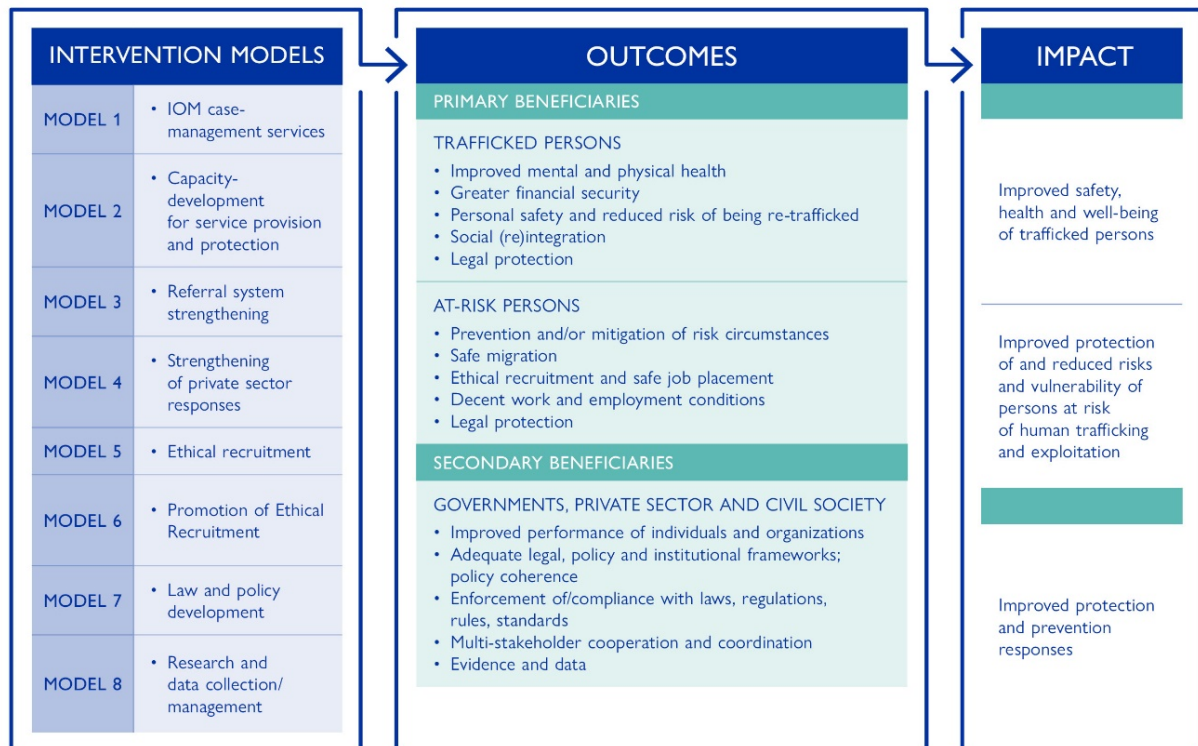 INTERVENTION MODELS
MODEL 1
• IOM case-
management services
MODEL 2
• Capacity-
development
for service provision
and protection
MODEL 3
• Referral system
strengthening
MODEL 4
• Strengthening
of private sector
responses
MODEL 5
• Ethical recruitment
MODEL 6
• Promotion of Ethical
Recruitment
MODEL 7
• Law and policy
development
MODEL 8
• Research and
data collection/
management
OUTCOMES
PRIMARY BENEFICIARIES
TRAFFICKED PERSONS
• Improved mental and physical health
• Greater financial security
• Personal safety and reduced risk of being re-trafficked
• Social (re)integration
• Legal protection
AT-RISK PERSONS
• Prevention and/or mitigation of risk circumstances
• Safe migration
• Ethical recruitment and safe job placement
• Decent work and employment conditions
• Legal protection
SECONDARY BENEFICIARIES
GOVERNMENTS, PRIVATE SECTOR AND CIVIL SOCIETY
• Improved performance of individuals and organizations
• Adequate legal, policy and institutional frameworks;
policy coherence
• Enforcement of/compliance with laws, regulations,
rules, standards
• Multi-stakeholder cooperation and coordination
• Evidence and data
IMPACT
Improved safety,
health and well-being
of trafficked persons
Improved protection
of and reduced risks
and vulnerability of
persons at risk
of human trafficking
and exploitation
Improved protection
and prevention
responses